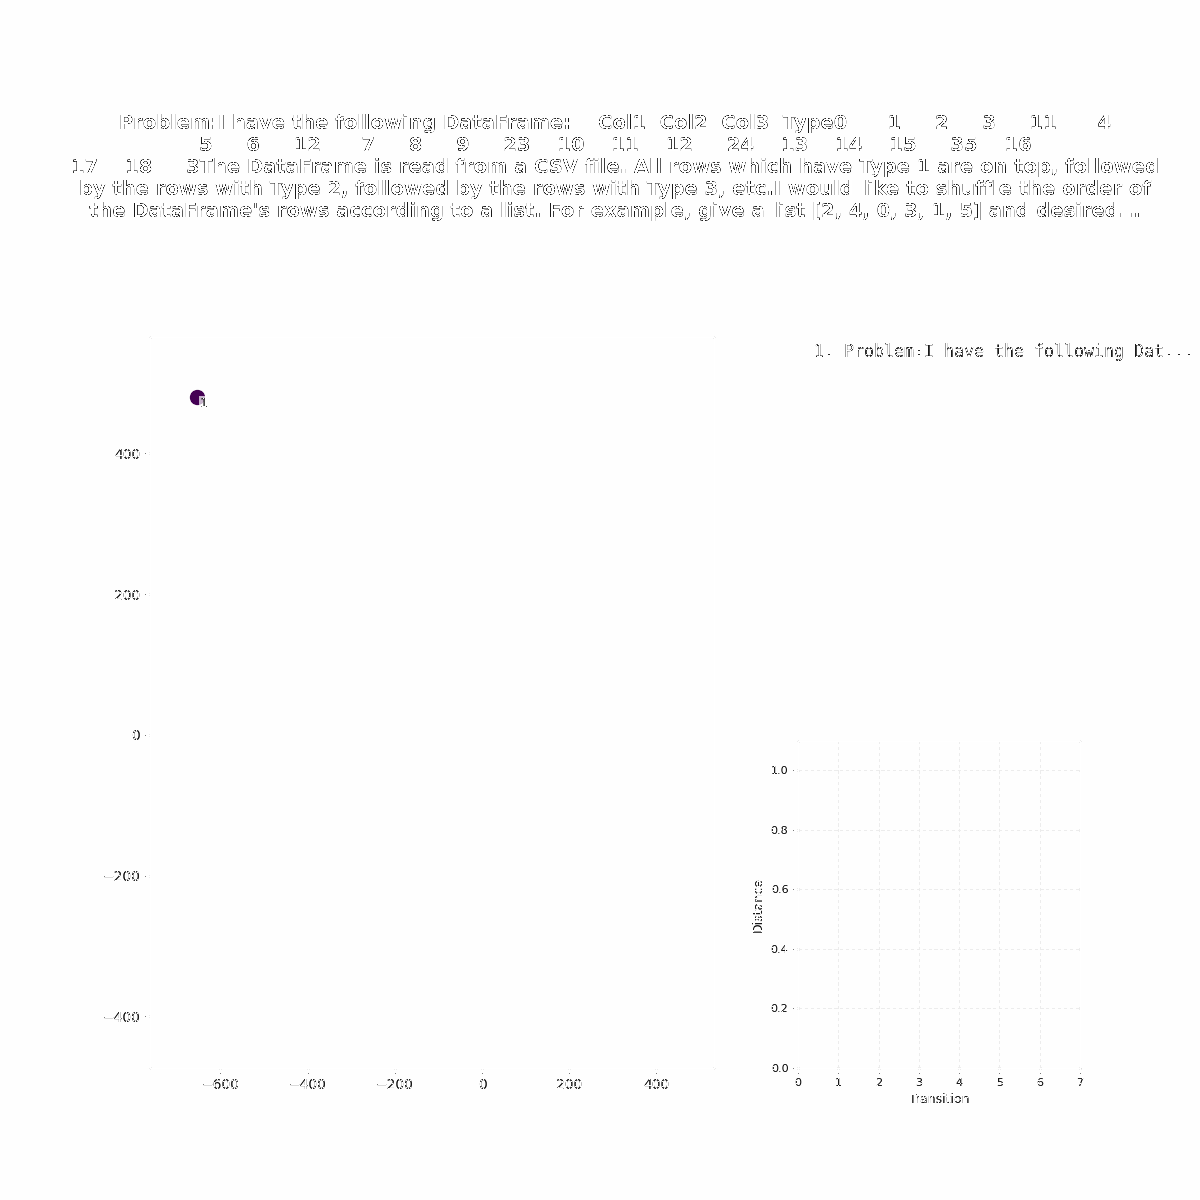 Problem:I have the following DataFrame:    Col1  Col2  Col3  Type0      1     2     3     11     4
5     6     12      7     8     9     23    10    11    12     24    13    14    15    35    16
17    18     3The DataFrame is read from a CSV file. All rows which have Type 1 are on top, followed
by the rows with Type 2, followed by the rows with Type 3, etc.I would like to shuffle the order of
the DataFrame's rows according to a list. For example, give a list [2, 4, 0, 3, 1, 5] and desired...
1. Problem:I have the following Dat...
1
400
200
0
−200
−400
−600 −400 −200 0 200 400
1.0
0.8
0.6
0.4
0.2
0.0
Distance
0 1 2 3 4 5 6 7
Transition